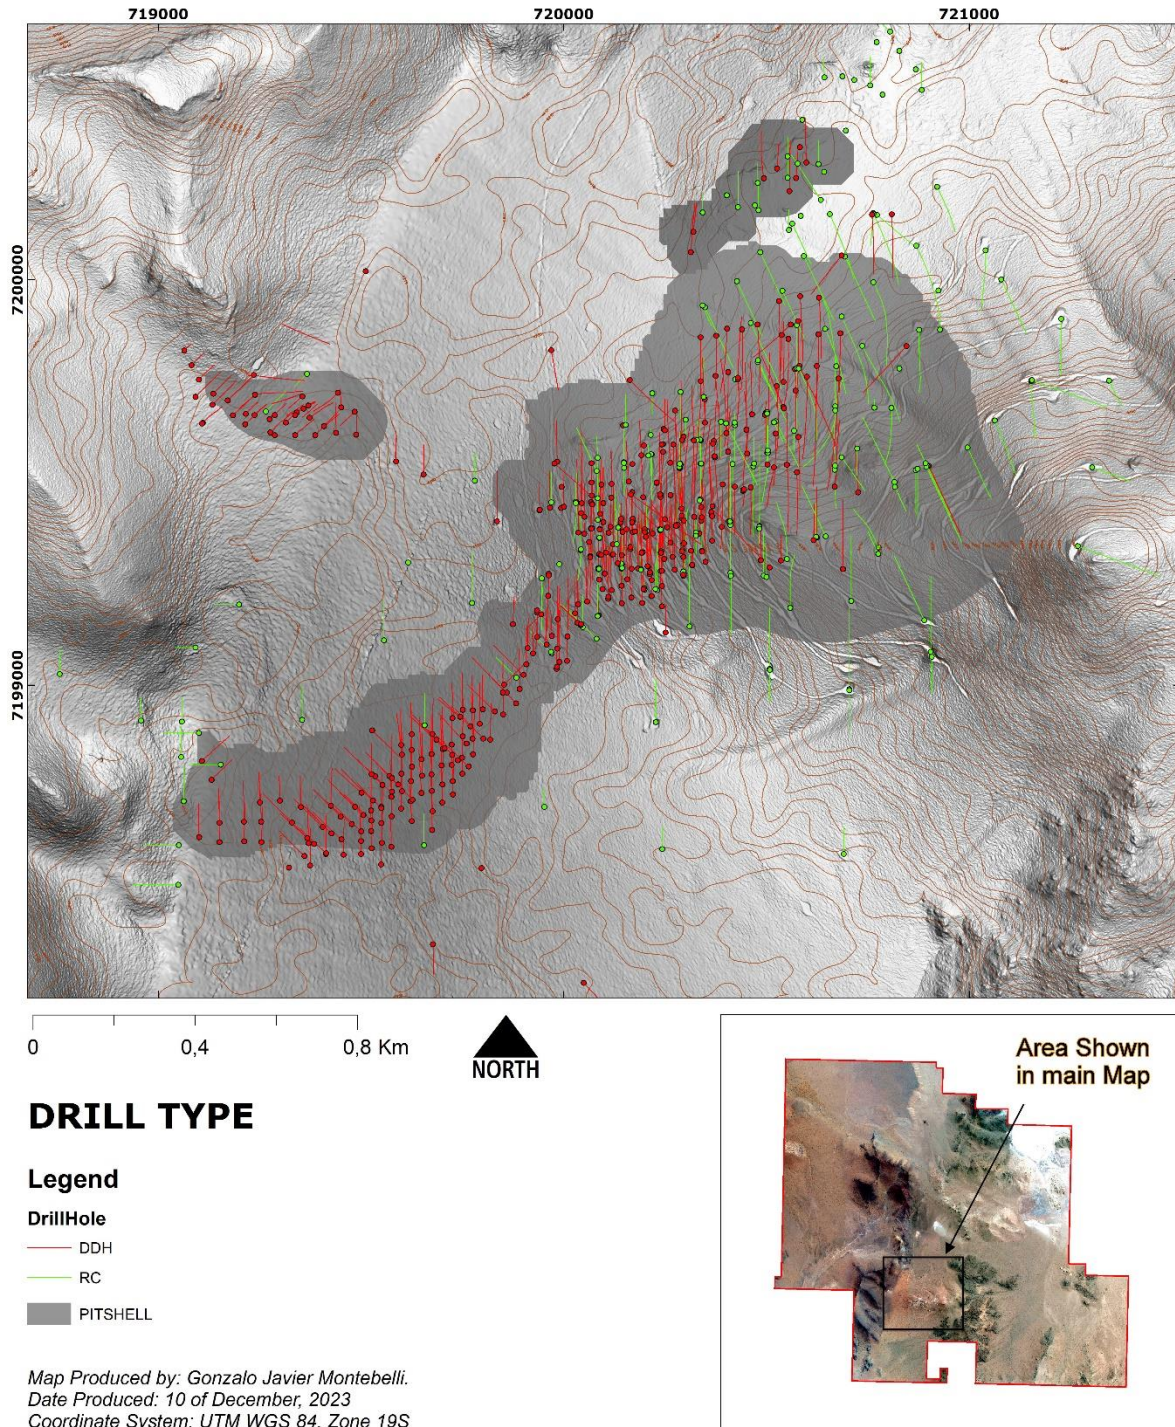 719000 720000 721000
7200000
7199000
0 0,4 0,8 Km
NORTH
DRILL TYPE
Legend
DrillHole
DDH
RC
PITSHELL
Map Produced by: Gonzalo Javier Montebelli.
Date Produced: 10 of December, 2023
Coordinate System: UTM WGS 84, Zone 19S
Area Shown
in main Map